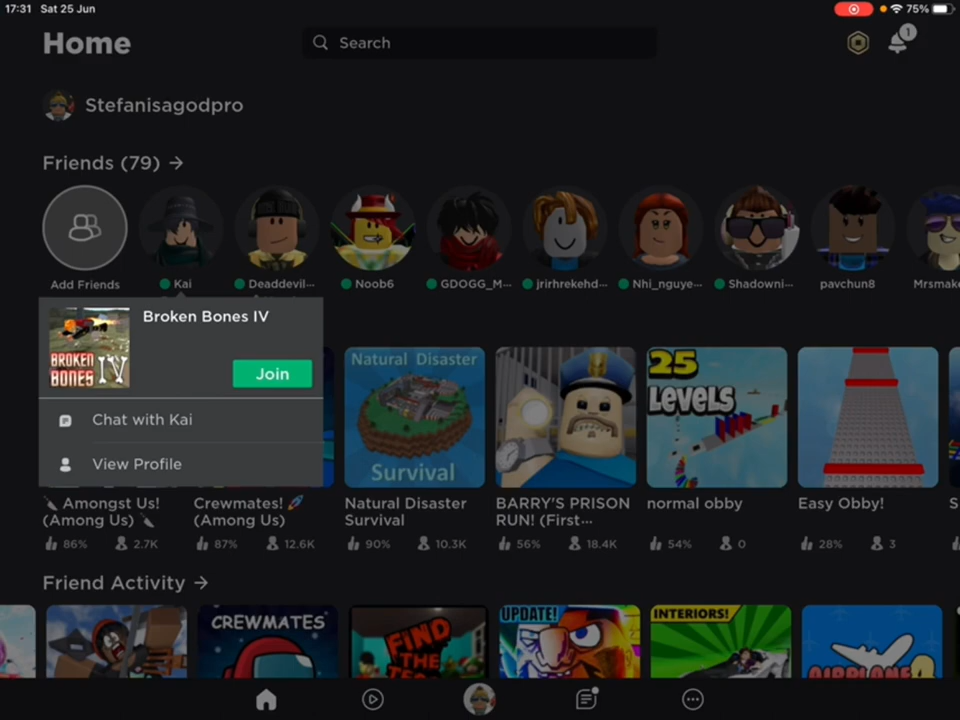 17:31 Sat 25 Jun
75%
Home
Search
1
Stefanisagodpro
Friends (79) →
Add Friends
Kai
Deaddevil...
Noob6
GDOGG_M...
jrirhrekehd...
Nhi_nguye...
Shadowni...
pavchun8
Mrsmak
Broken Bones IV
BROKEN BONES IV
Join
Chat with Kai
View Profile
Natural Disaster
Survival
25
LEVELS
Amongst Us!
(Among Us)
86% 2.7K
Crewmates!
(Among Us)
87% 12.6K
Natural Disaster
Survival
90% 10.3K
BARRY'S PRISON
RUN! (First...
56% 18.4K
normal obby
54% 0
Easy Obby!
28% 3
S
Friend Activity →
CREWMATES
FIND
THE
UPDATE!
INTERIORS!
AIRPLANE